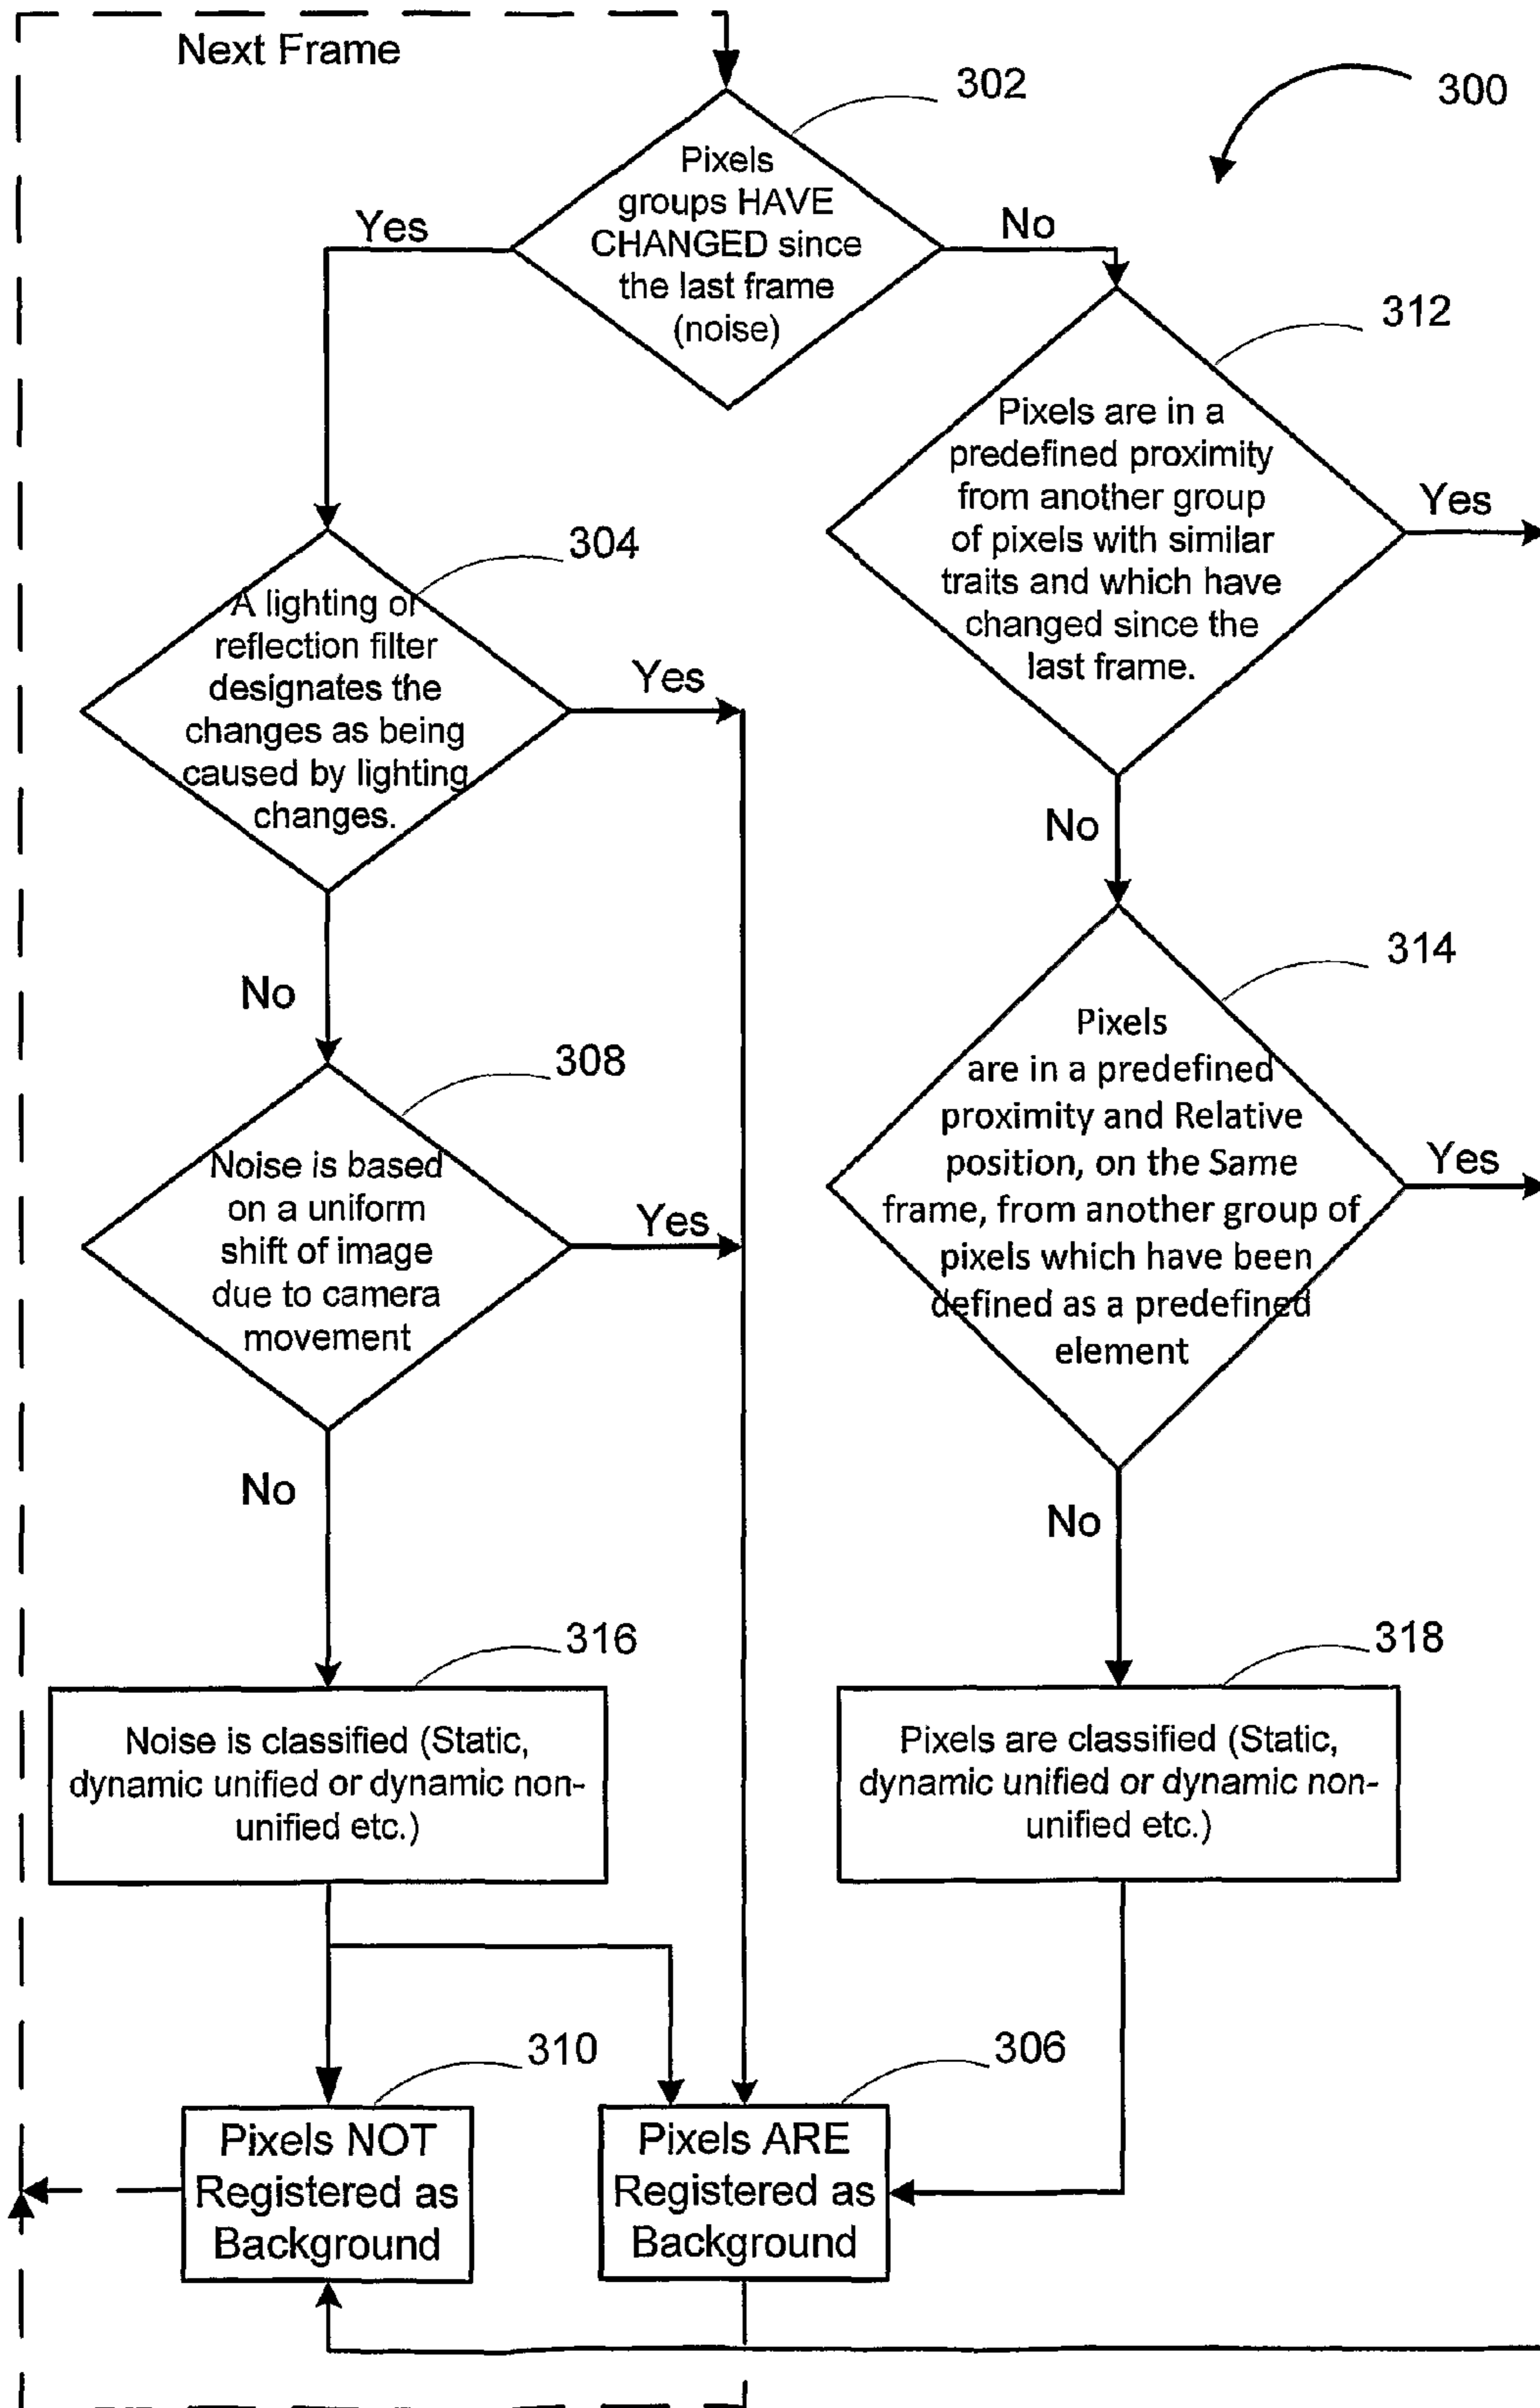 Next Frame
302
300
Pixels
groups HAVE
CHANGED since
the last frame
(noise)
Yes
No
312
Pixels are in a
predefined proximity
from another group
of pixels with similar
traits and which have
changed since the
last frame.
Yes
304
A lighting or
reflection filter
designates the
changes as being
caused by lighting
changes.
Yes
No
No
314
Pixels
are in a predefined
proximity and Relative
position, on the Same
frame, from another group of
pixels which have been
defined as a predefined
element
Yes
308
Noise is based
on a uniform
shift of image
due to camera
movement
Yes
No
No
316
Noise is classified (Static,
dynamic unified or dynamic non-
unified etc.)
318
Pixels are classified (Static,
dynamic unified or dynamic non-
unified etc.)
310
Pixels NOT
Registered as
Background
306
Pixels ARE
Registered as
Background